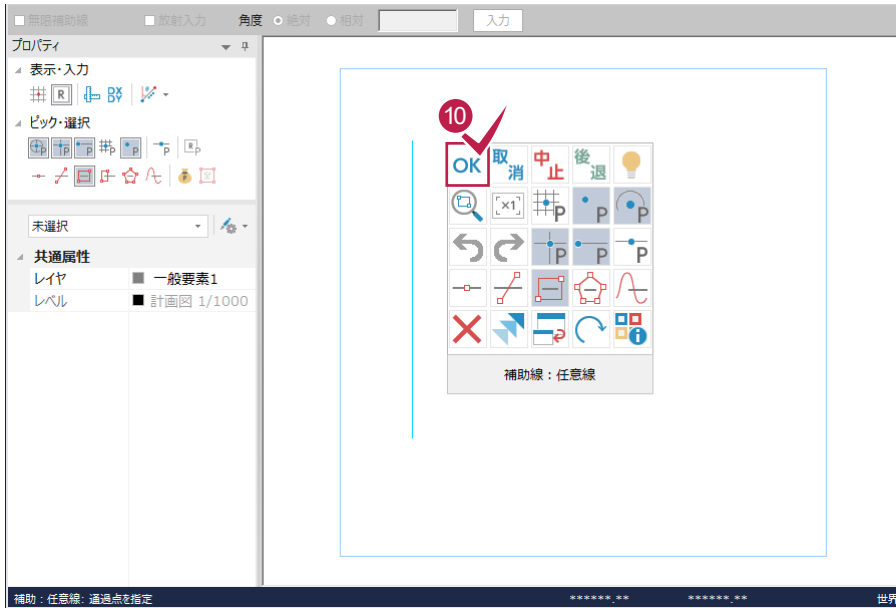 無限補助線 放射入力 角度 絶対 相対 入力
プロパティ
表示・入力
R DX DY
ピック・選択
P P P P P P R P
P
未選択
共通属性
レイヤ 一般要素1
レベル 計画図 1/1000
10
OK 取消 中止 後退
×1 P P P
P P P
補助線：任意線
補助：任意線: 通過点を指定 ******.** ******.** 世界